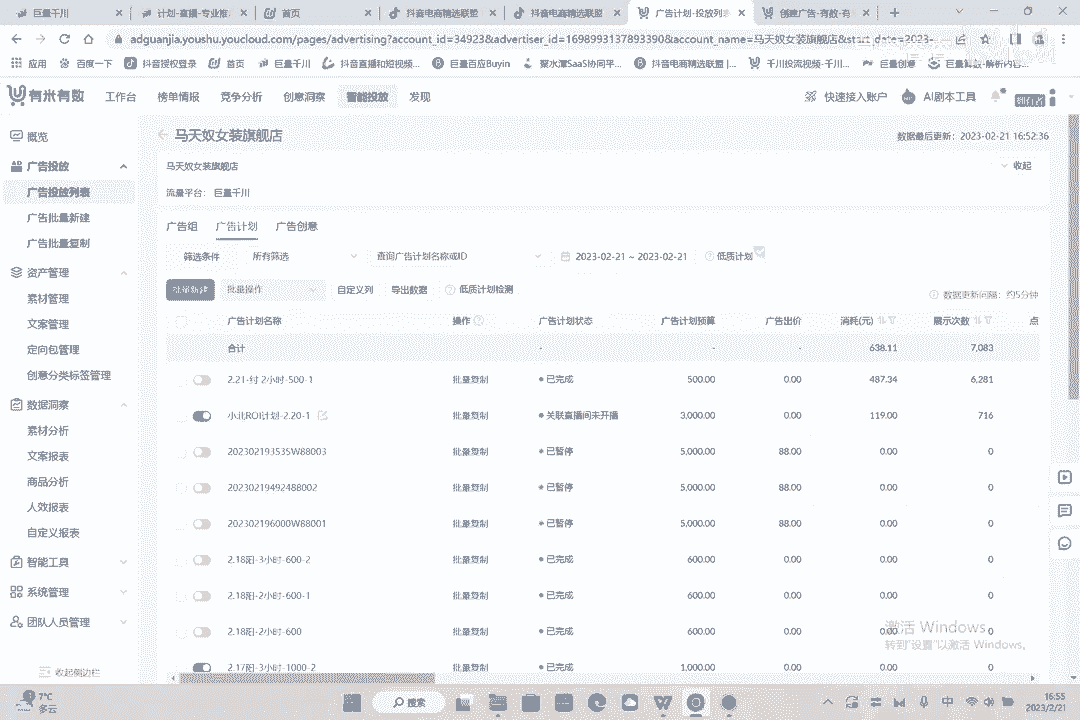 巨量千川
计划-直播-专业推
首页
抖音电商精选联盟
抖音电商精选联盟
广告计划-投放列表
创建广告-有数-有
adguanjia.youshu.youcloud.com/pages/advertising?account_id=34923&advertiser_id=1698993137893390&account_name=马天奴女装旗舰店&start_date=2023-
应用
百度一下
抖音授权登录
首页
巨量千川
抖音直播和短视频...
巨量百应Buyin
聚水潭SaaS协同平...
抖音电商精选联盟 |...
千川投流视频-千川...
巨量创意
巨量算数-解析内容...
有米有数
工作台
榜单情报
竞争分析
创意洞察
智能投放
发现
快速接入账户
AI剧本工具
概览
广告投放
广告投放列表
广告批量新建
广告批量复制
资产管理
素材管理
文案管理
定向包管理
创意分类标签管理
数据洞察
素材分析
文案报表
商品分析
人效报表
自定义报表
智能工具
系统管理
团队人员管理
收起侧边栏
马天奴女装旗舰店
数据最后更新：2023-02-21 16:52:36
马天奴女装旗舰店
收起
流量平台： 巨量千川
广告组 广告计划 广告创意
筛选条件 所有筛选 查询广告计划名称或ID 2023-02-21 ~ 2023-02-21 低质计划
批量新建 批量操作 自定义列 导出数据 低质计划检测
数据更新间隔：约5分钟
广告计划名称 操作 广告计划状态 广告计划预算 广告出价 消耗(元) 展示次数 点
合计 - - - 638.11 7,083
2.21-付 2小时-500-1 批量复制 已完成 500.00 0.00 487.34 6,281
小北ROI计划-2.20-1 批量复制 关联直播间未开播 3,000.00 0.00 119.00 716
202302193535W88003 批量复制 已暂停 5,000.00 88.00 0.00 0
20230219492488002 批量复制 已暂停 5,000.00 88.00 0.00 0
202302196000W88001 批量复制 已暂停 5,000.00 88.00 0.00 0
2.18阳-3小时-600-2 批量复制 已完成 600.00 0.00 0.00 0
2.18阳-2小时-600-1 批量复制 已完成 600.00 0.00 0.00 0
2.18阳-2小时-600 批量复制 已完成 600.00 0.00 0.00 0
2.17阳-3小时-1000-2 批量复制 已完成 1,000.00 0.00 0.00 0
激活 Windows
转到"设置"以激活 Windows。
7°C
多云
搜索
中
16:55
2023/2/21